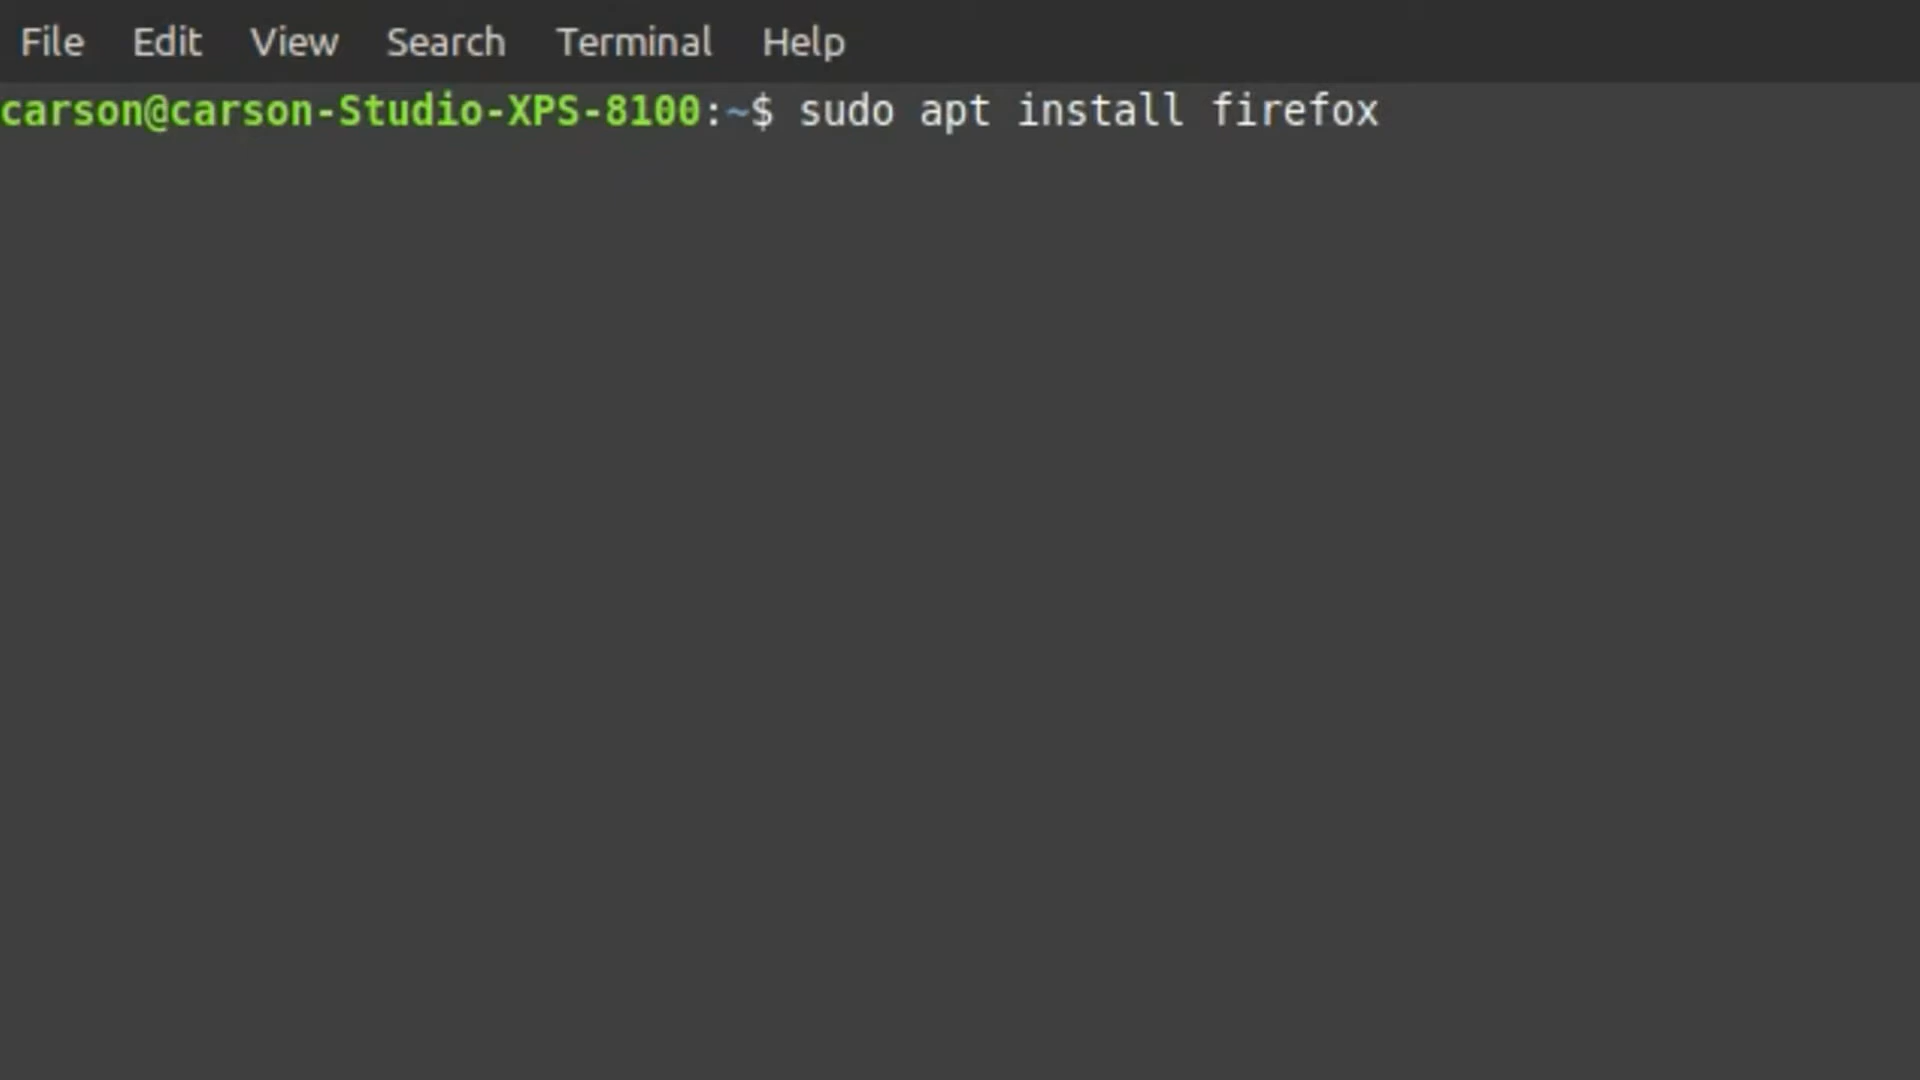 File Edit View Search Terminal Help
carson@carson-Studio-XPS-8100:~$ sudo apt install firefox